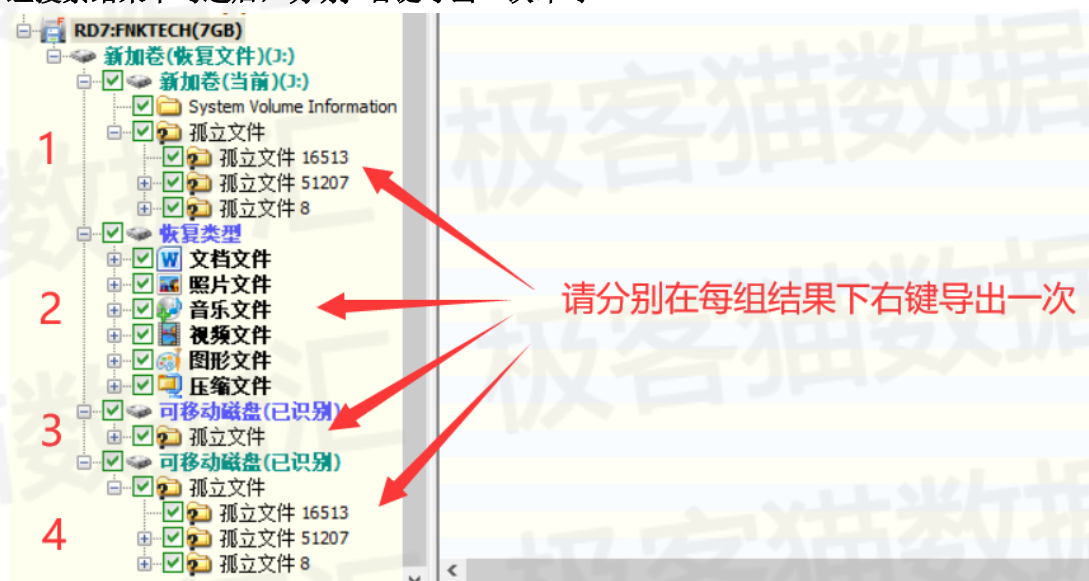 RD7:FNKTECH(7GB)
新加卷(恢复文件)(J:)
新加卷(当前)(J:)
System Volume Information
孤立文件
1
孤立文件 16513
孤立文件 51207
孤立文件 8
恢复类型
文档文件
照片文件
请分别在每组结果下右键导出一次
2
音乐文件
视频文件
图形文件
压缩文件
可移动磁盘(已识别)
3
孤立文件
可移动磁盘(已识别)
孤立文件
孤立文件 16513
4
孤立文件 51207
孤立文件 8
极客猫数据